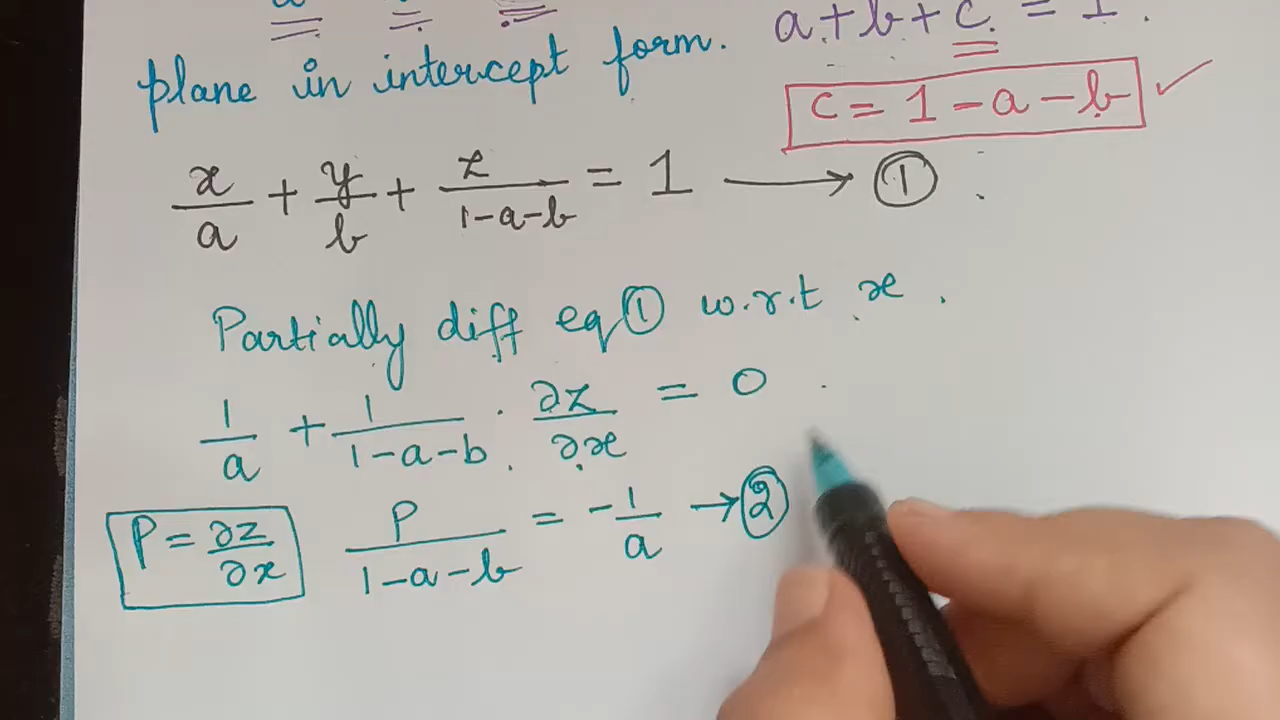 a + b + c = 1.
plane in intercept form.
c = 1 - a - b ✓
x/a + y/b + z/(1-a-b) = 1 → ①
Partially diff eq ① w.r.t x.
1/a + 1/(1-a-b) · ∂z/∂x = 0
P = ∂z/∂x
P/(1-a-b) = -1/a → ②